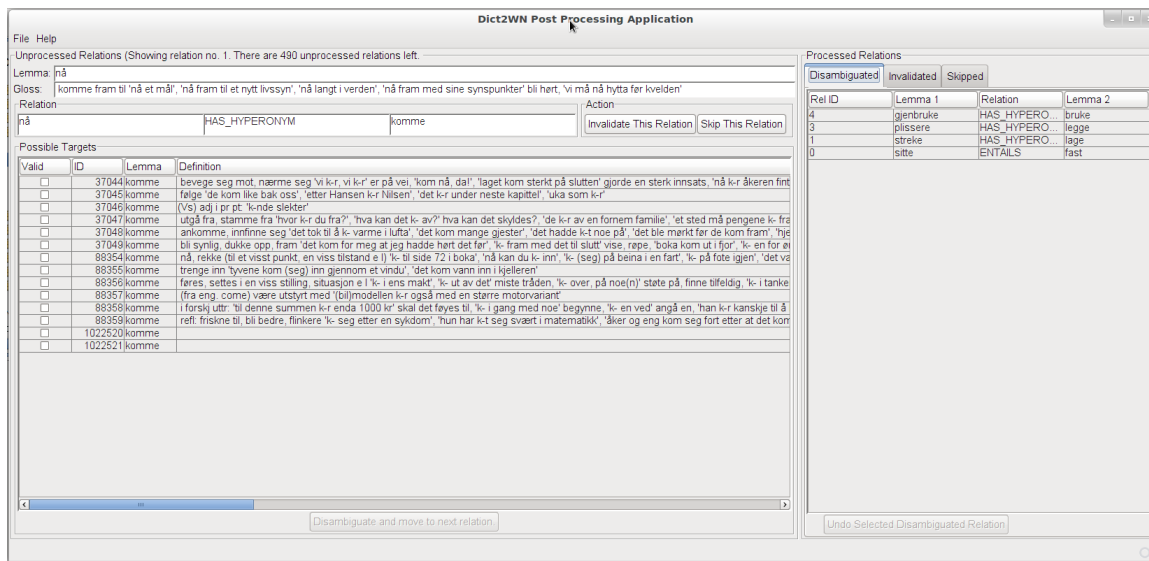 Dict2WN Post Processing Application
File Help
Unprocessed Relations (Showing relation no. 1. There are 490 unprocessed relations left.
Lemma: nå
Gloss: komme fram til 'nå et mål', 'nå fram til et nytt livssyn', 'nå langt i verden', 'nå fram med sine synspunkter' bli hørt, 'vi må nå hytta før kvelden'
Relation
nå HAS_HYPERONYM komme
Action
Invalidate This Relation Skip This Relation
Possible Targets
Valid ID Lemma Definition
37044 komme bevege seg mot, nærme seg 'vi k-r, vi k-r' er på vei, 'kom nå, da!', 'laget kom sterkt på slutten' gjorde en sterk innsats, 'nå k-r åkeren fint
37045 komme følge 'de kom like bak oss', 'etter Hansen k-r Nilsen', 'det k-r under neste kapittel', 'uka som k-r'
37046 komme (Vs) adj i pr pt: 'k-nde slekter'
37047 komme utgå fra, stamme fra 'hvor k-r du fra?', 'hva kan det k- av?' hva kan det skyldes?, 'de k-r av en fornem familie', 'et sted må pengene k- fra
37048 komme ankomme, innfinne seg 'det tok til å k- varme i lufta', 'det kom mange gjester', 'det hadde k-t noe på', 'det ble mørkt før de kom fram', 'hje
37049 komme bli synlig, dukke opp, fram 'det kom for meg at jeg hadde hørt det før', 'k- fram med det til slutt' vise, røpe, 'boka kom ut i fjor', 'k- en for ør
88354 komme nå, rekke (til et visst punkt, en viss tilstand e l) 'k- til side 72 i boka', 'nå kan du k- inn', 'k- (seg) på beina i en fart', 'k- på fote igjen', 'det va
88355 komme trenge inn 'tyvene kom (seg) inn gjennom et vindu', 'det kom vann inn i kjelleren'
88356 komme føres, settes i en viss stilling, situasjon e l 'k- i ens makt', 'k- ut av det' miste tråden, 'k- over, på noe(n)' støte på, finne tilfeldig, 'k- i tanke
88357 komme (fra eng. come) være utstyrt med '(bil)modellen k-r også med en større motorvariant'
88358 komme i forskj uttr: 'til denne summen k-r enda 1000 kr' skal det føyes til, 'k- i gang med noe' begynne, 'k- en ved' angå en, 'han k-r kanskje til å
88359 komme refl: friskne til, bli bedre, flinkere 'k- seg etter en sykdom', 'hun har k-t seg svært i matematikk', 'åker og eng kom seg fort etter at det kom
1022520 komme
1022521 komme
Disambiguate and move to next relation.
Processed Relations
Disambiguated Invalidated Skipped
Rel ID Lemma 1 Relation Lemma 2
4 gjenbruke HAS_HYPERO... bruke
3 plissere HAS_HYPERO... legge
1 streke HAS_HYPERO... lage
0 sitte ENTAILS fast
Undo Selected Disambiguated Relation